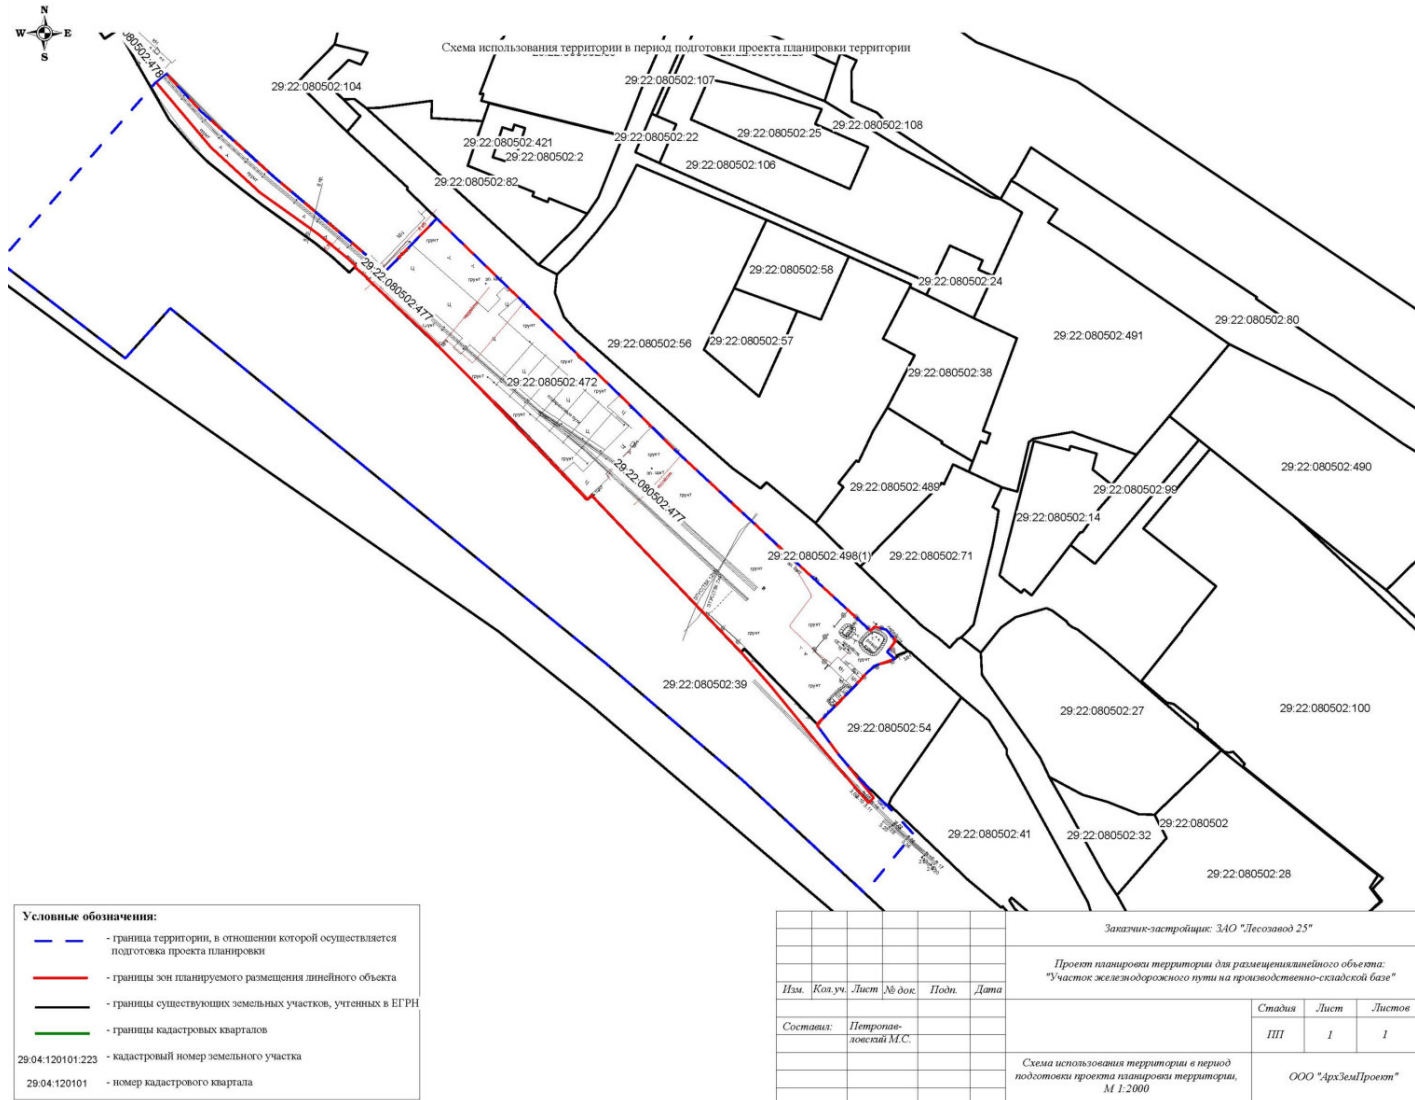 N
W E
S
Схема использования территории в период подготовки проекта планировки территории
080502:478
29:22:080502:104
29:22:080502:107
29:22:080502:421
29:22:080502:2
29:22:080502:22
29:22:080502:25
29:22:080502:108
29:22:080502:106
29:22:080502:82
29:22:080502:58
29:22:080502:24
29:22:080502:477
29:22:080502:56
29:22:080502:57
29:22:080502:38
29:22:080502:491
29:22:080502:80
29:22:080502:472
29:22:080502:477
29:22:080502:489
29:22:080502:490
29:22:080502:99
29:22:080502:14
29:22:080502:498(1)
29:22:080502:71
29:22:080502:39
29:22:080502:54
29:22:080502:27
29:22:080502:100
29:22:080502:41
29:22:080502:32
29:22:080502
29:22:080502:28
грунт
Условные обозначения:
- граница территории, в отношении которой осуществляется
подготовка проекта планировки
- границы зон планируемого размещения линейного объекта
- границы существующих земельных участков, учтенных в ЕГРН
- границы кадастровых кварталов
29:04:120101:223 - кадастровый номер земельного участка
29:04:120101 - номер кадастрового квартала
Заказчик-застройщик: ЗАО "Лесозавод 25"
Проект планировки территории для размещениялинейного объекта:
"Участок железнодорожного пути на производственно-складской базе"
Изм. Кол.уч. Лист № док. Подп. Дата
Стадия Лист Листов
Составил: Петропав-
ловский М.С.
ПП 1 1
Схема использования территории в период
подготовки проекта планировки территории,
М 1:2000
ООО "АрхЗемПроект"